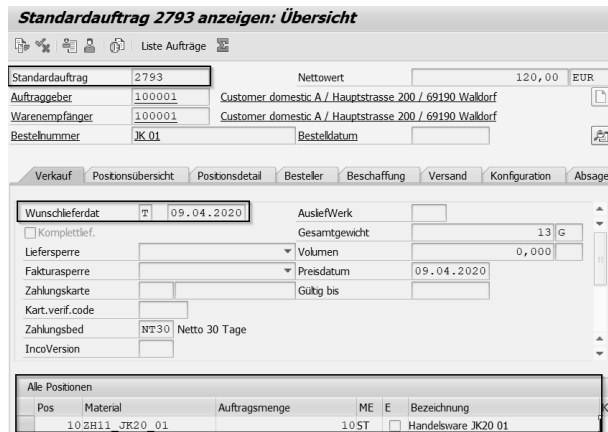 Standardauftrag 2793 anzeigen: Übersicht
Liste Aufträge
Standardauftrag 2793 Nettowert 120,00 EUR
Auftraggeber 100001 Customer domestic A / Hauptstrasse 200 / 69190 Walldorf
Warenempfänger 100001 Customer domestic A / Hauptstrasse 200 / 69190 Walldorf
Bestellnummer JK 01 Bestelldatum
Verkauf Positionsübersicht Positionsdetail Besteller Beschaffung Versand Konfiguration Absage
Wunschlieferdat T 09.04.2020 AusliefWerk
Komplettlief. Gesamtgewicht 13 G
Liefersperre Volumen 0,000
Fakturasperre Preisdatum 09.04.2020
Zahlungskarte Gültig bis
Kart.verif.code
Zahlungsbed NT30 Netto 30 Tage
IncoVersion
Alle Positionen
Pos Material Auftragsmenge ME E Bezeichnung K
10 ZH11_JK20_01 10 ST Handelsware JK20 01